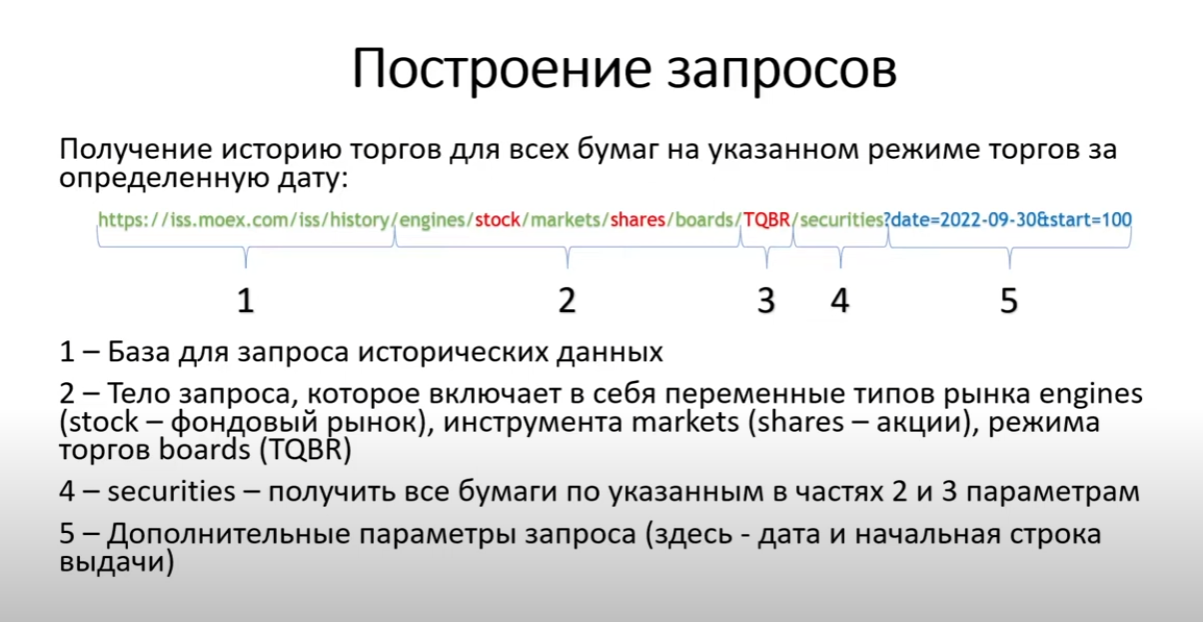 Построение запросов
Получение историю торгов для всех бумаг на указанном режиме торгов за
определенную дату:
https://iss.moex.com/iss/history/engines/stock/markets/shares/boards/TQBR/securities?date=2022-09-30&start=100
1 2 3 4 5
1 – База для запроса исторических данных
2 – Тело запроса, которое включает в себя переменные типов рынка engines
(stock – фондовый рынок), инструмента markets (shares – акции), режима
торгов boards (TQBR)
4 – securities – получить все бумаги по указанным в частях 2 и 3 параметрам
5 – Дополнительные параметры запроса (здесь - дата и начальная строка
выдачи)